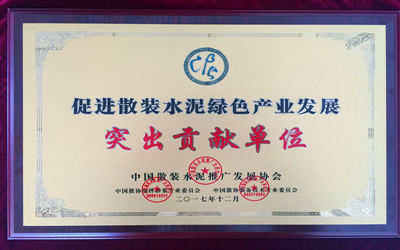 促进散装水泥绿色产业发展
突出贡献单位
中国散装水泥推广发展协会
二〇一七年十二月